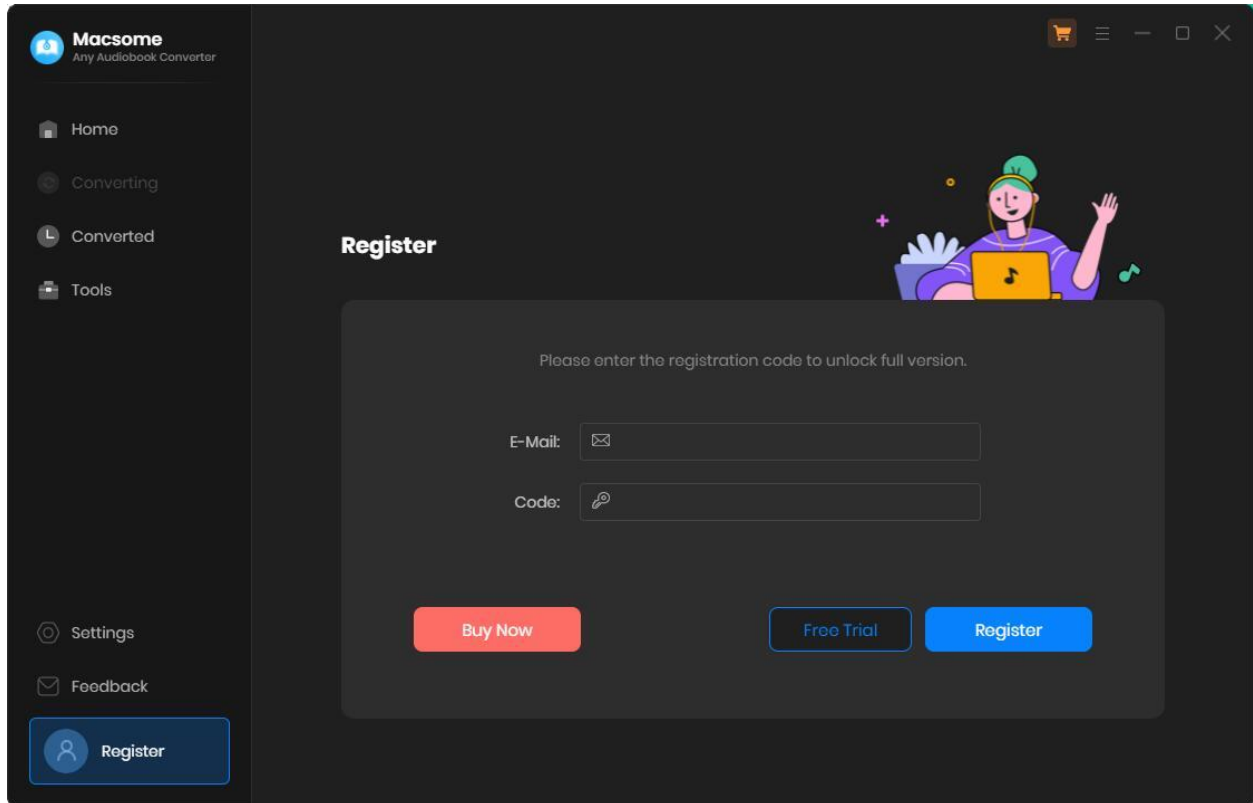 Macsome
Any Audiobook Converter
Home
Converting
Converted
Tools
Settings
Feedback
Register
Register
Please enter the registration code to unlock full version.
E-Mail:
Code:
Buy Now
Free Trial
Register